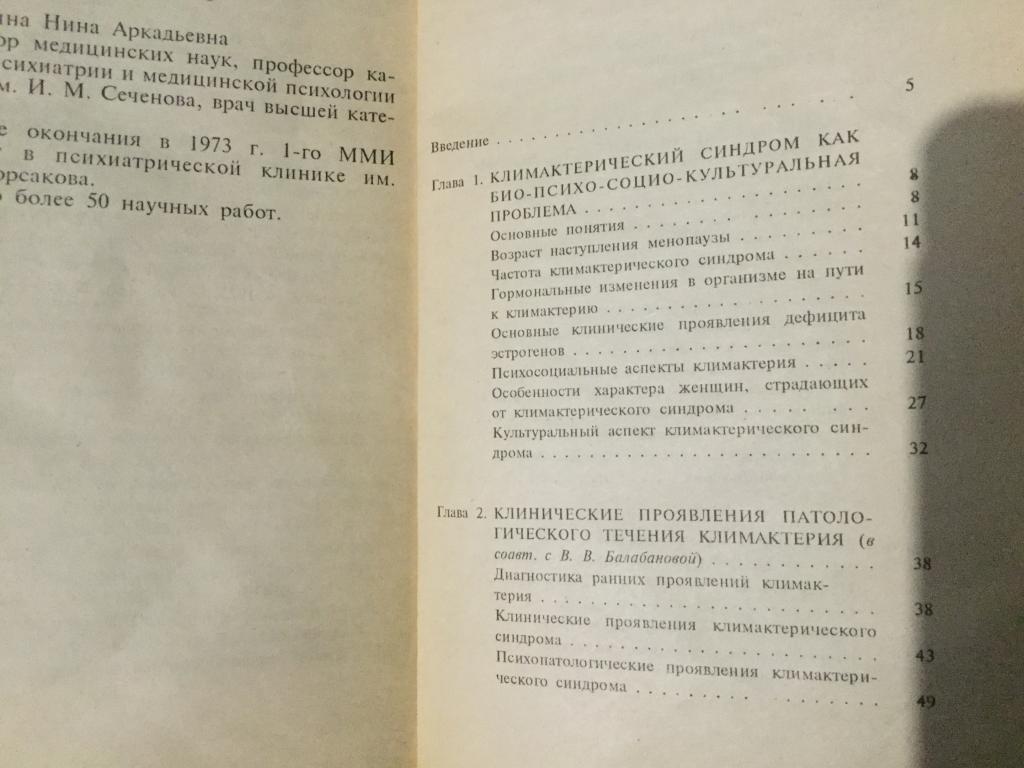 Нина Аркадьевна
медицинских наук, профессор ка-
и медицинской психологии
И. М. Сеченова, врач высшей кате-
окончания в 1973 г. 1-го ММИ
в психиатрической клинике им.
более 50 научных работ.
Введение . . . . . . . . . . . . . . . . . . . 5
Глава 1. КЛИМАКТЕРИЧЕСКИЙ СИНДРОМ КАК
БИО-ПСИХО-СОЦИО-КУЛЬТУРАЛЬНАЯ
ПРОБЛЕМА . . . . . . . . . . . . . . . . . . . 8
Основные понятия . . . . . . . . . . . . . . . . 8
Возраст наступления менопаузы . . . . . . . . . 11
Частота климактерического синдрома . . . . . . 14
Гормональные изменения в организме на пути
к климактерию . . . . . . . . . . . . . . . . . . 15
Основные клинические проявления дефицита
эстрогенов . . . . . . . . . . . . . . . . . . . . 18
Психосоциальные аспекты климактерия . . . . . 21
Особенности характера женщин, страдающих
от климактерического синдрома . . . . . . . . 27
Культуральный аспект климактерического син-
дрома . . . . . . . . . . . . . . . . . . . . . . . 32
Глава 2. КЛИНИЧЕСКИЕ ПРОЯВЛЕНИЯ ПАТОЛО-
ГИЧЕСКОГО ТЕЧЕНИЯ КЛИМАКТЕРИЯ (в
соавт. с В. В. Балабановой) . . . . . . . . . . . 38
Диагностика ранних проявлений климак-
терия . . . . . . . . . . . . . . . . . . . . . . . 38
Клинические проявления климактерического
синдрома . . . . . . . . . . . . . . . . . . . . . 43
Психопатологические проявления климактери-
ческого синдрома . . . . . . . . . . . . . . . . 49